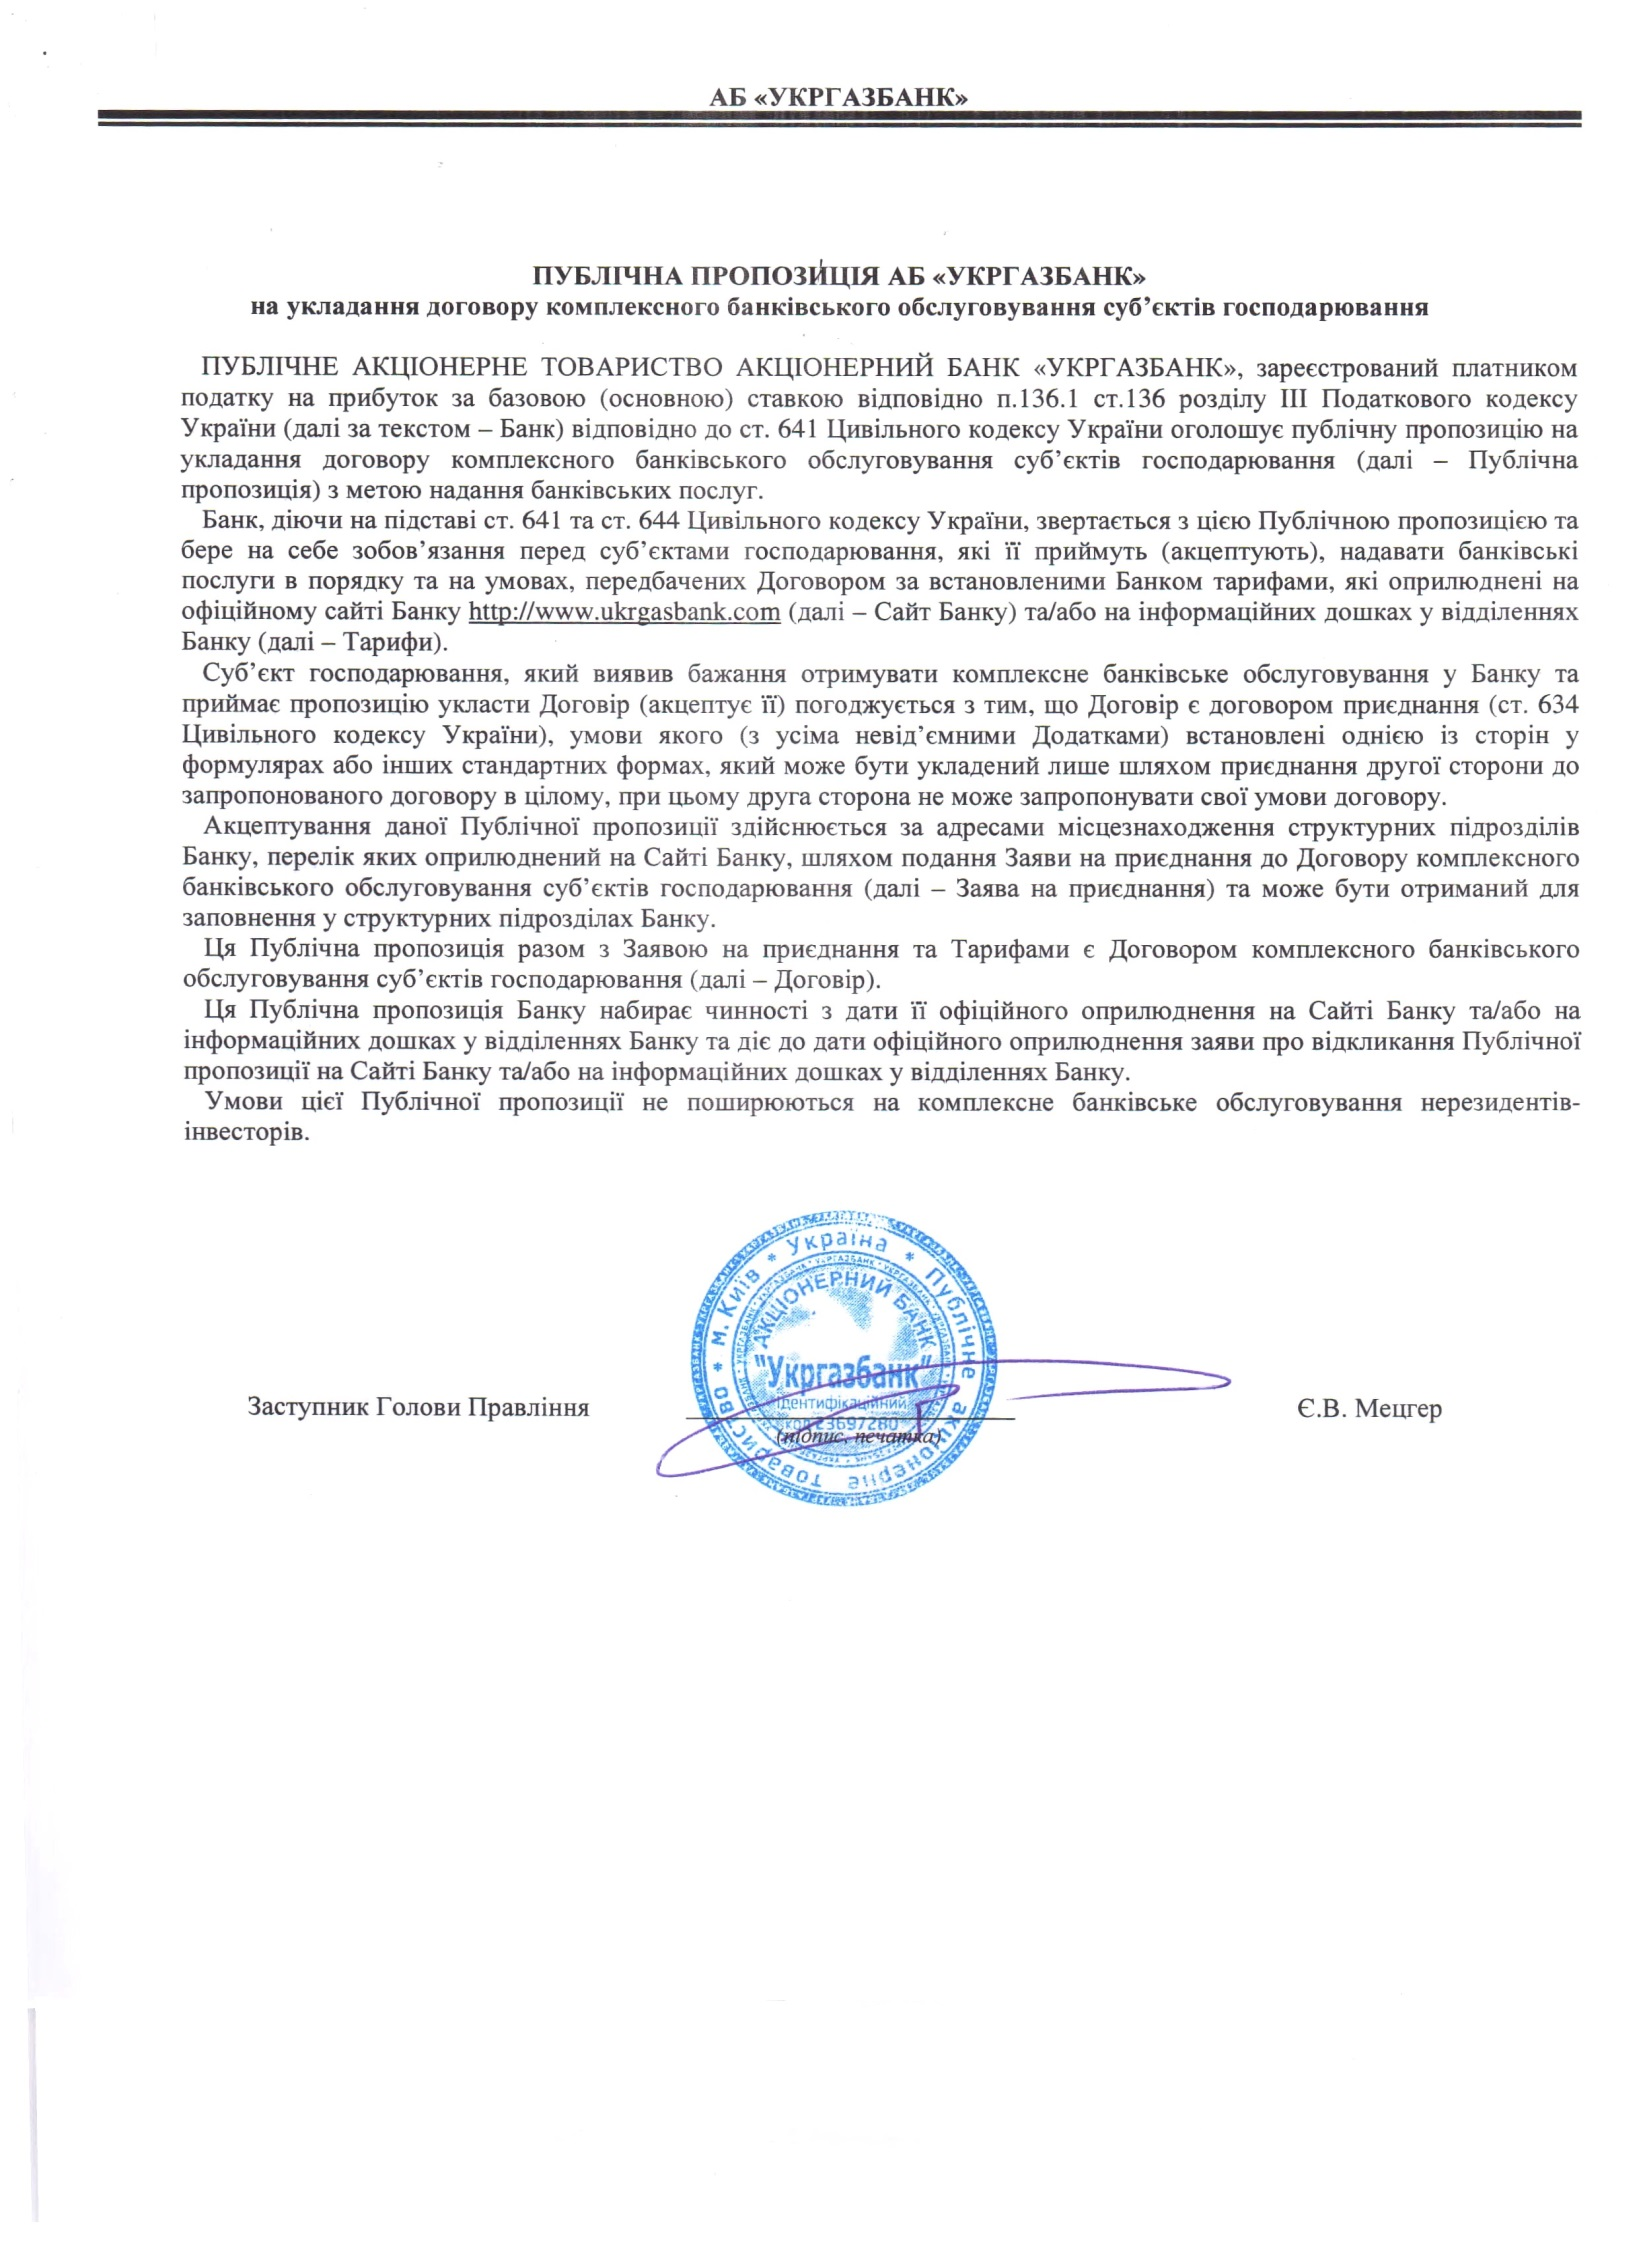 АБ «УКРГАЗБАНК»
ПУБЛІЧНА ПРОПОЗИЦІЯ АБ «УКРГАЗБАНК»
на укладання договору комплексного банківського обслуговування суб’єктів господарювання
ПУБЛІЧНЕ АКЦІОНЕРНЕ ТОВАРИСТВО АКЦІОНЕРНИЙ БАНК «УКРГАЗБАНК», зареєстрований платником
податку на прибуток за базовою (основною) ставкою відповідно п.136.1 ст.136 розділу III Податкового кодексу
України (далі за текстом – Банк) відповідно до ст. 641 Цивільного кодексу України оголошує публічну пропозицію на
укладання договору комплексного банківського обслуговування суб’єктів господарювання (далі – Публічна
пропозиція) з метою надання банківських послуг.
Банк, діючи на підставі ст. 641 та ст. 644 Цивільного кодексу України, звертається з цією Публічною пропозицією та
бере на себе зобов’язання перед суб’єктами господарювання, які її приймуть (акцептують), надавати банківські
послуги в порядку та на умовах, передбачених Договором за встановленими Банком тарифами, які оприлюднені на
офіційному сайті Банку http://www.ukrgasbank.com (далі – Сайт Банку) та/або на інформаційних дошках у відділеннях
Банку (далі – Тарифи).
Суб’єкт господарювання, який виявив бажання отримувати комплексне банківське обслуговування у Банку та
приймає пропозицію укласти Договір (акцептує її) погоджується з тим, що Договір є договором приєднання (ст. 634
Цивільного кодексу України), умови якого (з усіма невід’ємними Додатками) встановлені однією із сторін у
формулярах або інших стандартних формах, який може бути укладений лише шляхом приєднання другої сторони до
запропонованого договору в цілому, при цьому друга сторона не може запропонувати свої умови договору.
Акцептування даної Публічної пропозиції здійснюється за адресами місцезнаходження структурних підрозділів
Банку, перелік яких оприлюднений на Сайті Банку, шляхом подання Заяви на приєднання до Договору комплексного
банківського обслуговування суб’єктів господарювання (далі – Заява на приєднання) та може бути отриманий для
заповнення у структурних підрозділах Банку.
Ця Публічна пропозиція разом з Заявою на приєднання та Тарифами є Договором комплексного банківського
обслуговування суб’єктів господарювання (далі – Договір).
Ця Публічна пропозиція Банку набирає чинності з дати її офіційного оприлюднення на Сайті Банку та/або на
інформаційних дошках у відділеннях Банку та діє до дати офіційного оприлюднення заяви про відкликання Публічної
пропозиції на Сайті Банку та/або на інформаційних дошках у відділеннях Банку.
Умови цієї Публічної пропозиції не поширюються на комплексне банківське обслуговування нерезидентів-
інвесторів.
* м. Київ * Україна * Публічне акціонерне товариство
АКЦІОНЕРНИЙ БАНК
"Укргазбанк"
Ідентифікаційний
код 23697280
Заступник Голови Правління
(підпис, печатка)
Є.В. Мецгер